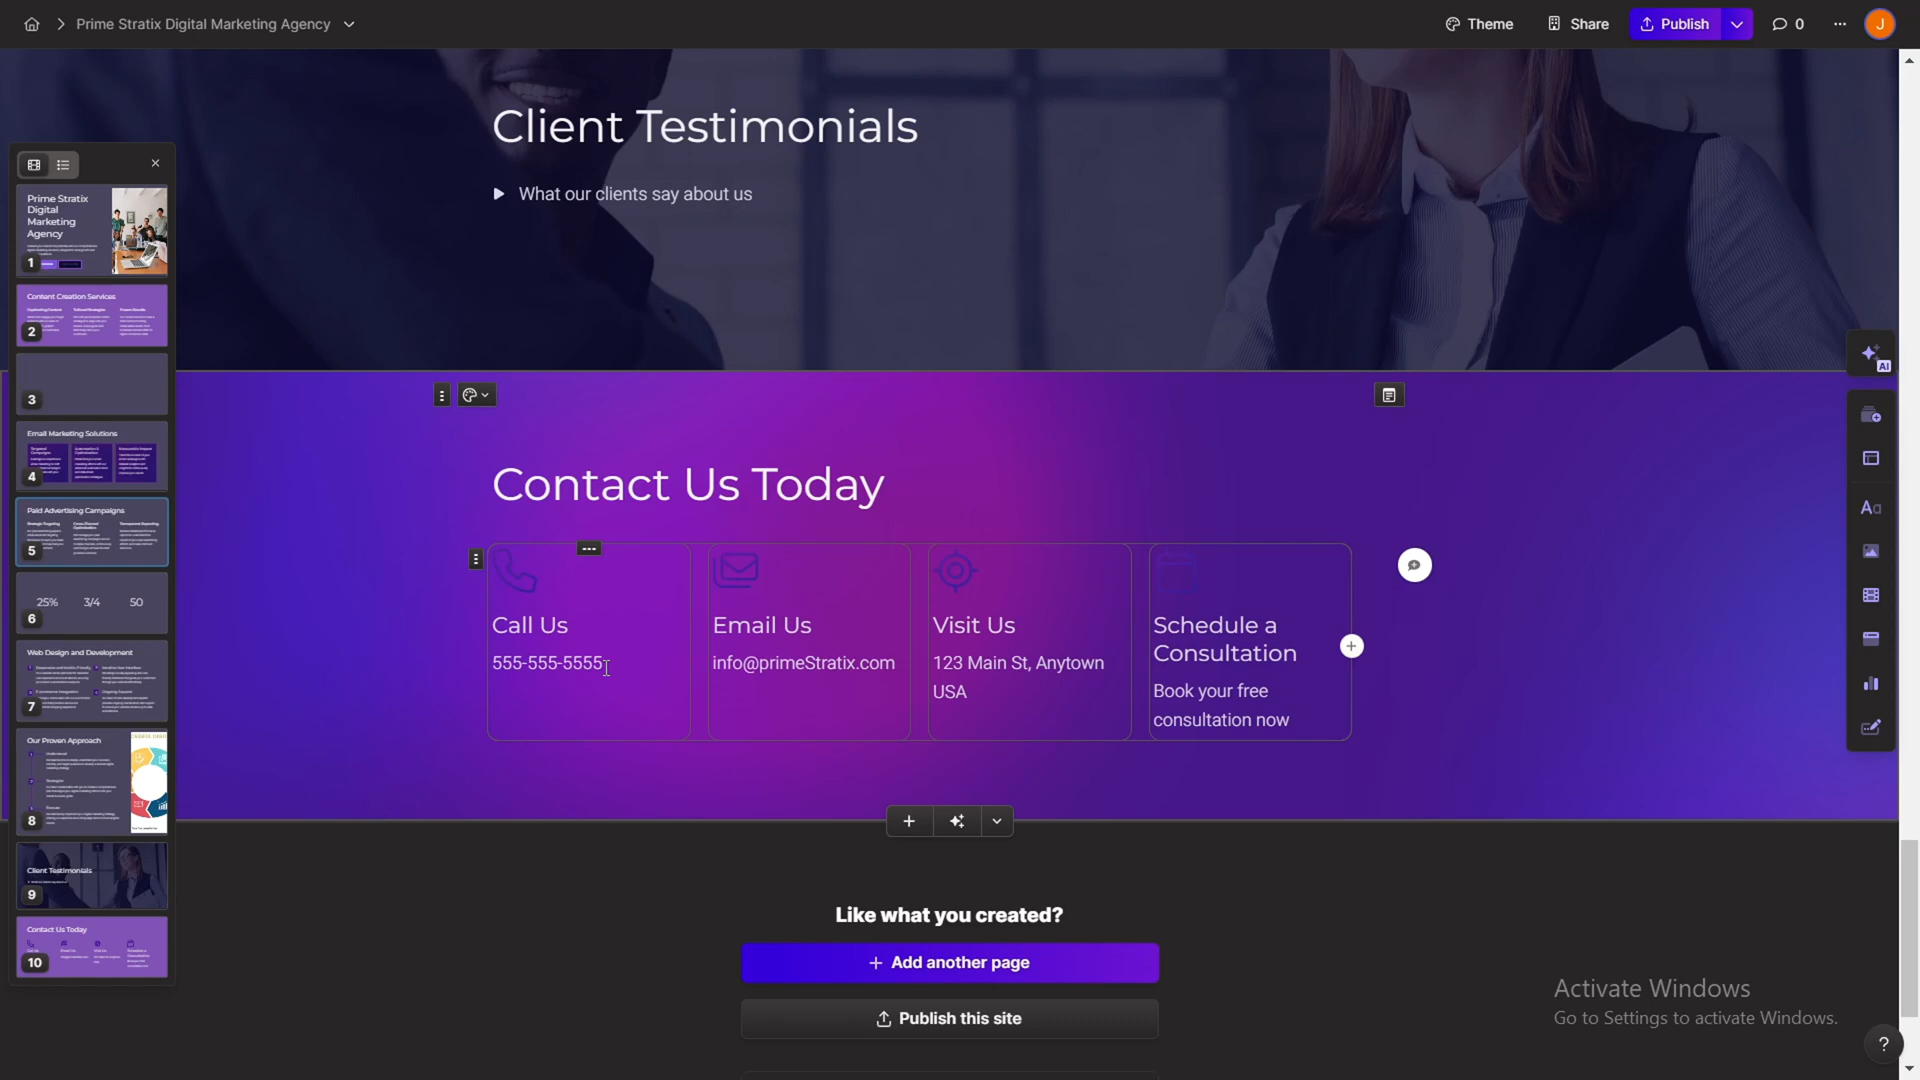 Prime Stratix Digital Marketing Agency
Theme
Share
Publish
0
J
Client Testimonials
What our clients say about us
Prime Stratix
Digital
Marketing
Agency
1
Content Creation Services
2
3
Email Marketing Solutions
4
Paid Advertising Campaigns
5
25% 3/4 50
6
Web Design and Development
7
Our Proven Approach
8
Client Testimonials
9
Contact Us Today
10
AI
Aa
Contact Us Today
Call Us
555-555-5555
Email Us
info@primeStratix.com
Visit Us
123 Main St, Anytown
USA
Schedule a
Consultation
Book your free
consultation now
Like what you created?
+ Add another page
Publish this site
Activate Windows
Go to Settings to activate Windows.
?